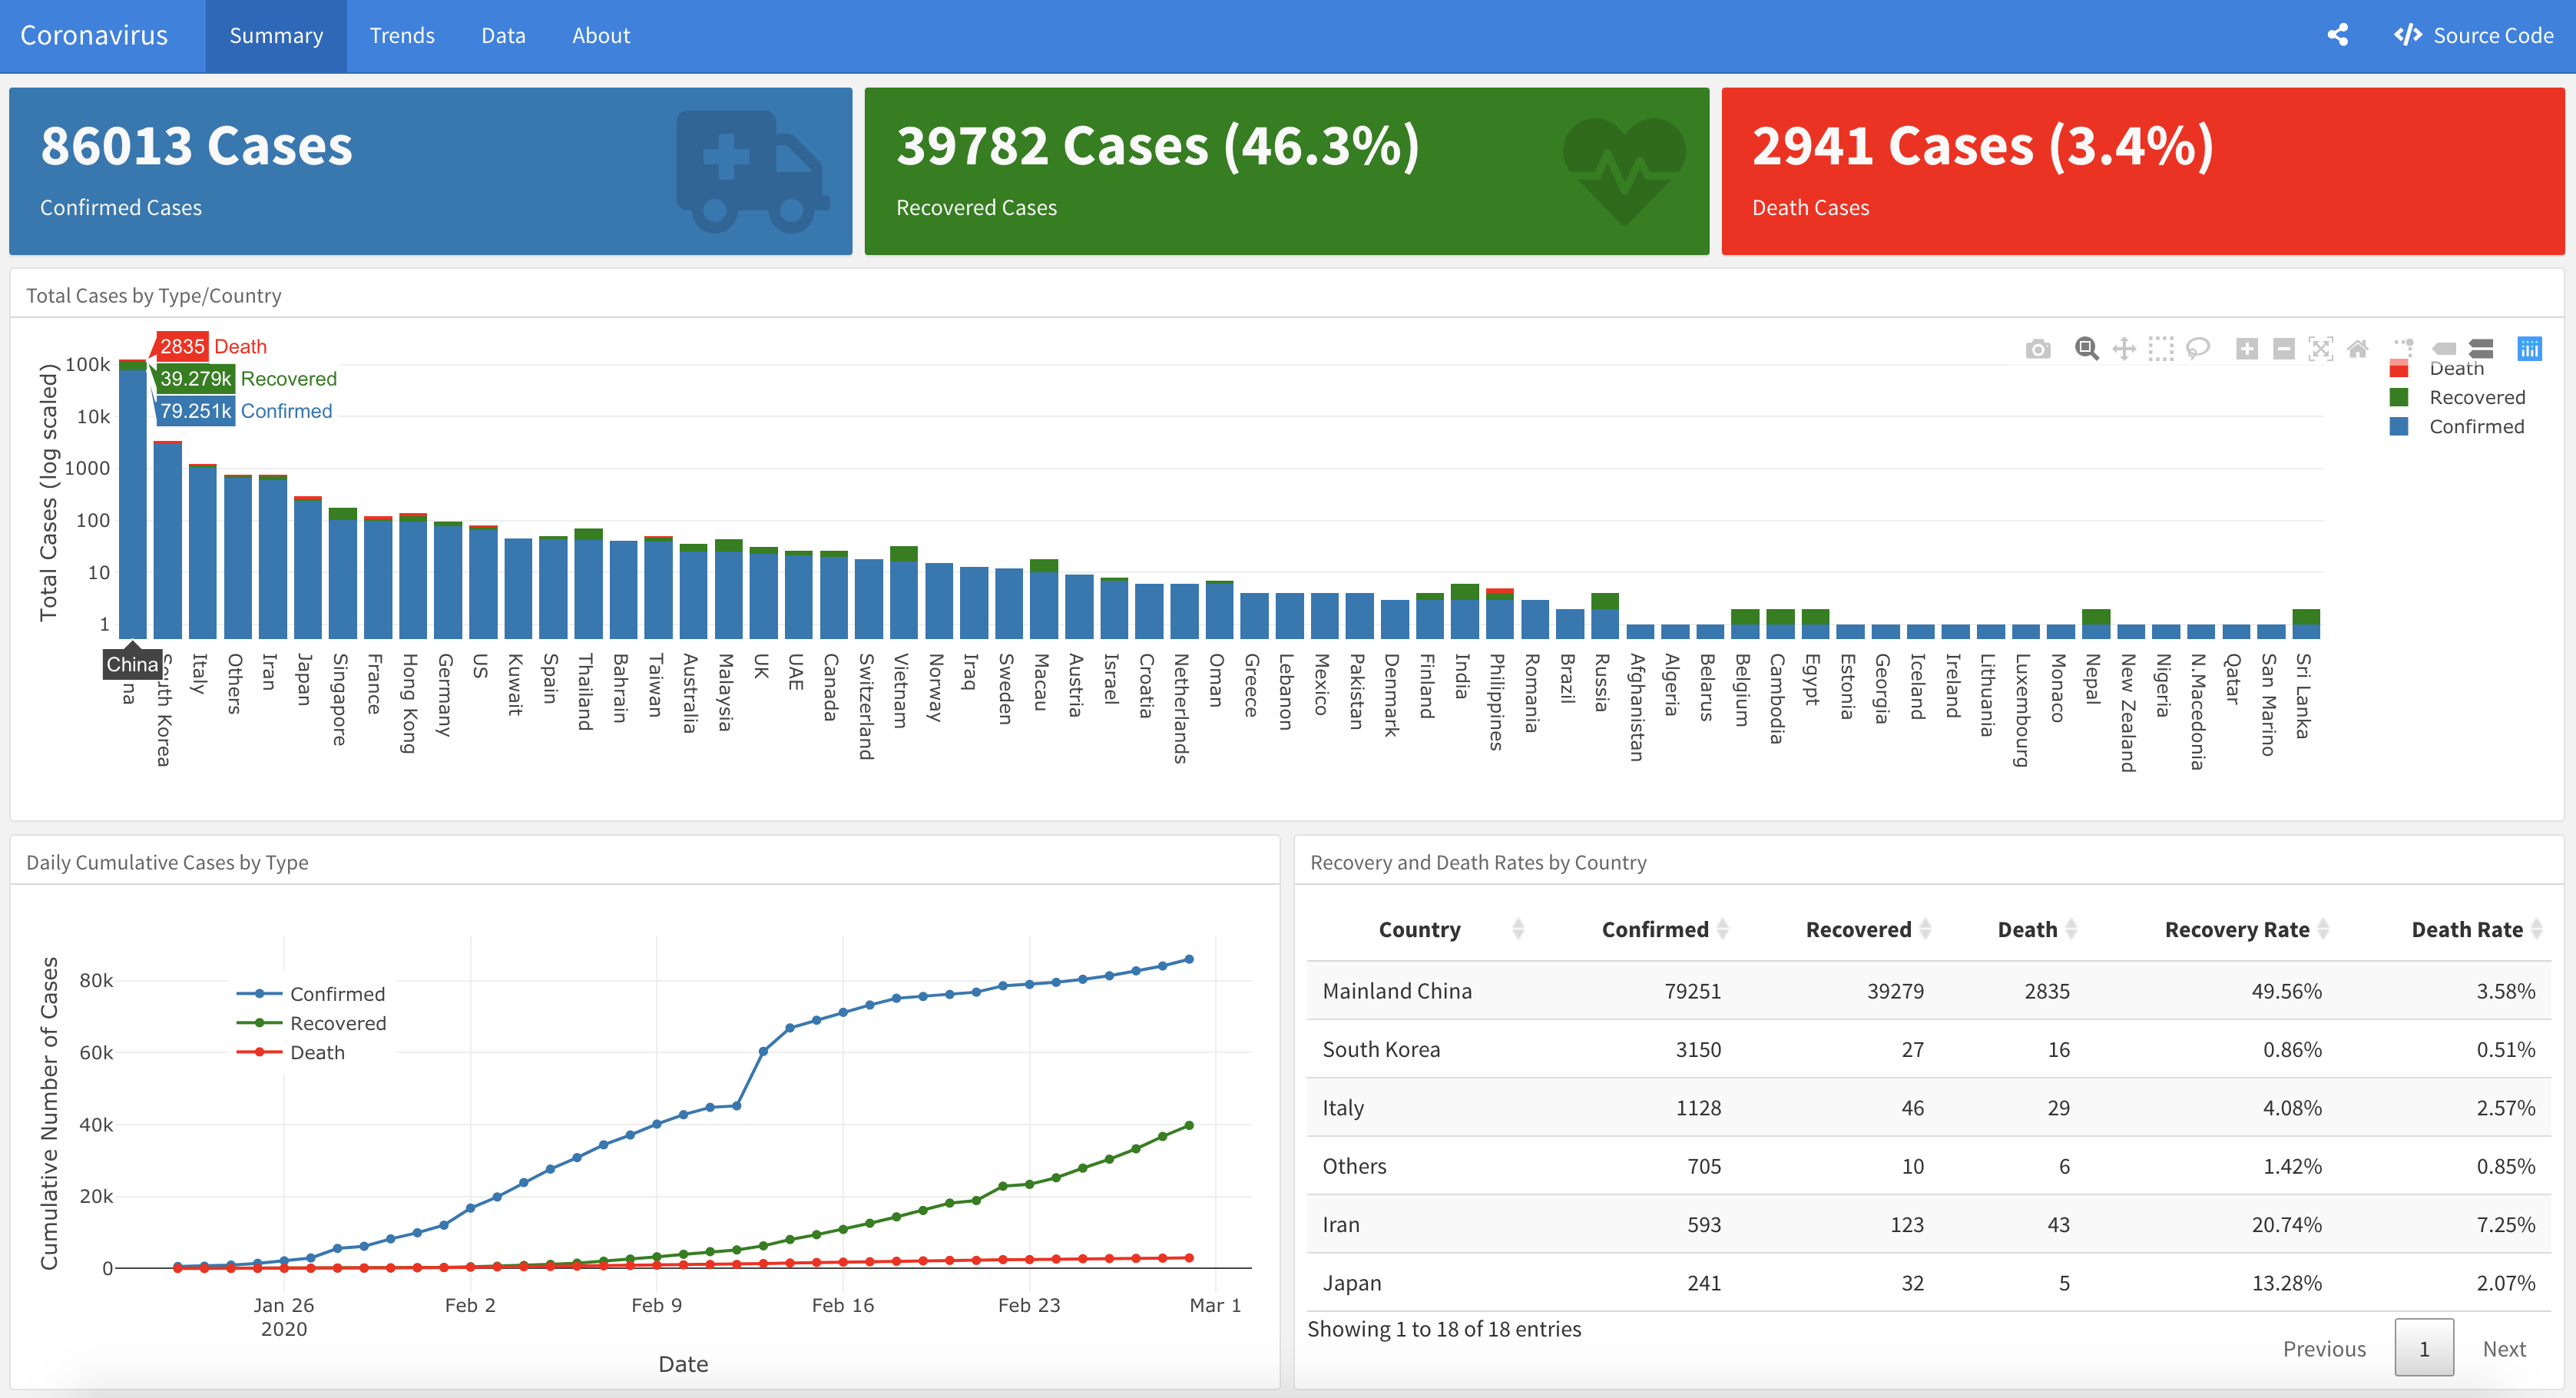 Coronavirus Summary Trends Data About Source Code
86013 Cases
Confirmed Cases
39782 Cases (46.3%)
Recovered Cases
2941 Cases (3.4%)
Death Cases
Total Cases by Type/Country
Total Cases (log scaled)
100k
10k
1000
100
10
1
2835 Death
39.279k Recovered
79.251k Confirmed
Death
Recovered
Confirmed
China
na
South Korea
Italy
Others
Iran
Japan
Singapore
France
Hong Kong
Germany
US
Kuwait
Spain
Thailand
Bahrain
Taiwan
Australia
Malaysia
UK
UAE
Canada
Switzerland
Vietnam
Norway
Iraq
Sweden
Macau
Austria
Israel
Croatia
Netherlands
Oman
Greece
Lebanon
Mexico
Pakistan
Denmark
Finland
India
Philippines
Romania
Brazil
Russia
Afghanistan
Algeria
Belarus
Belgium
Cambodia
Egypt
Estonia
Georgia
Iceland
Ireland
Lithuania
Luxembourg
Monaco
Nepal
New Zealand
Nigeria
N.Macedonia
Qatar
San Marino
Sri Lanka
Daily Cumulative Cases by Type
Cumulative Number of Cases
80k
60k
40k
20k
0
Confirmed
Recovered
Death
Jan 26
2020
Feb 2
Feb 9
Feb 16
Feb 23
Mar 1
Date
Recovery and Death Rates by Country
Country Confirmed Recovered Death Recovery Rate Death Rate
Mainland China 79251 39279 2835 49.56% 3.58%
South Korea 3150 27 16 0.86% 0.51%
Italy 1128 46 29 4.08% 2.57%
Others 705 10 6 1.42% 0.85%
Iran 593 123 43 20.74% 7.25%
Japan 241 32 5 13.28% 2.07%
Showing 1 to 18 of 18 entries
Previous 1 Next